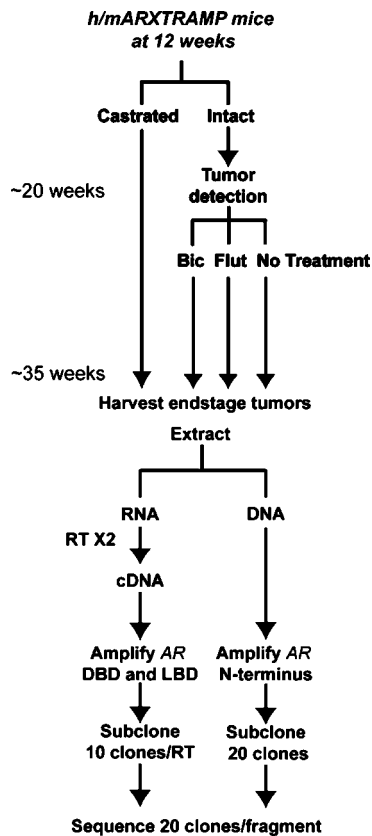 h/mARXTRAMP mice
at 12 weeks
Castrated Intact
Tumor
detection
~20 weeks
Bic Flut No Treatment
~35 weeks
Harvest endstage tumors
Extract
RNA DNA
RT X2
cDNA
Amplify AR Amplify AR
DBD and LBD N-terminus
Subclone Subclone
10 clones/RT 20 clones
Sequence 20 clones/fragment